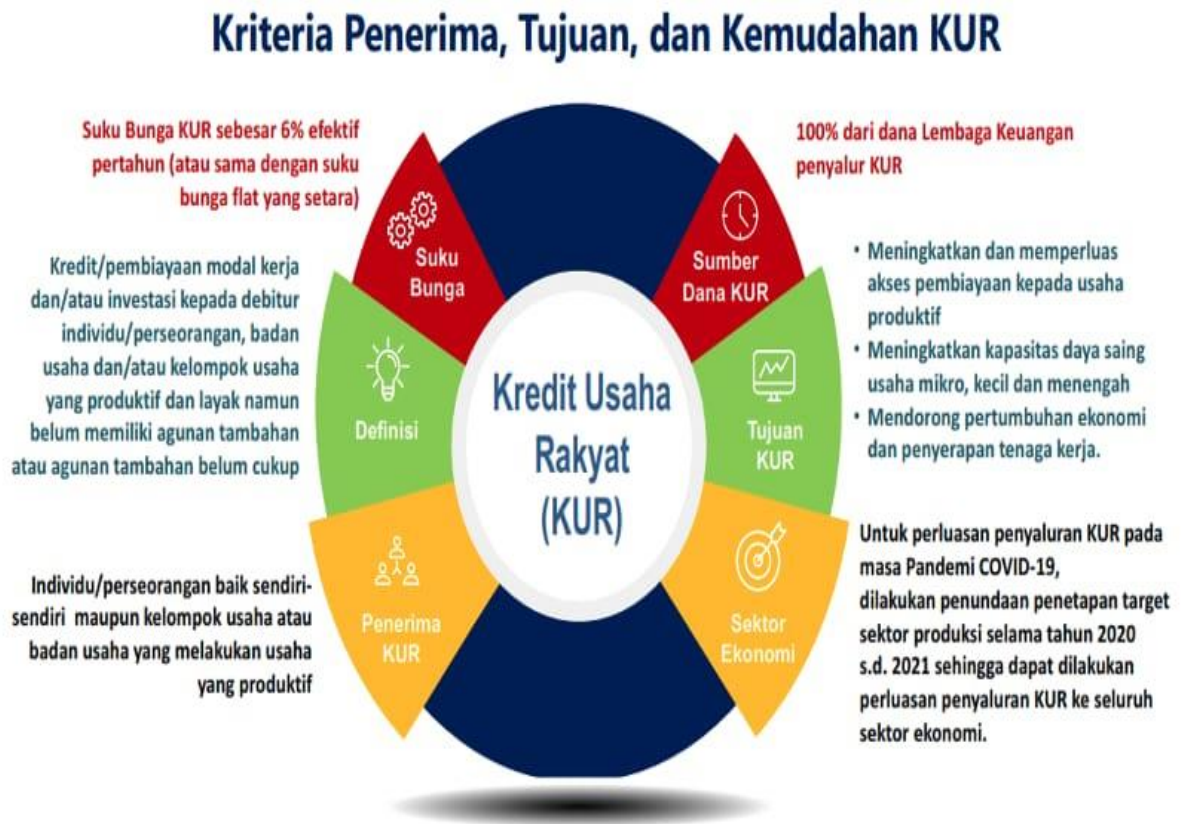 Kriteria Penerima, Tujuan, dan Kemudahan KUR
Suku Bunga KUR sebesar 6% efektif
pertahun (atau sama dengan suku
bunga flat yang setara)
Suku
Bunga
Kredit/pembiayaan modal kerja
dan/atau investasi kepada debitur
individu/perseorangan, badan
usaha dan/atau kelompok usaha
yang produktif dan layak namun
belum memiliki agunan tambahan
atau agunan tambahan belum cukup
Definisi
Individu/perseorangan baik sendiri-
sendiri maupun kelompok usaha atau
badan usaha yang melakukan usaha
yang produktif
Penerima
KUR
Kredit Usaha
Rakyat
(KUR)
Sumber
Dana KUR
100% dari dana Lembaga Keuangan
penyalur KUR
Tujuan
KUR
• Meningkatkan dan memperluas
akses pembiayaan kepada usaha
produktif
• Meningkatkan kapasitas daya saing
usaha mikro, kecil dan menengah
• Mendorong pertumbuhan ekonomi
dan penyerapan tenaga kerja.
Sektor
Ekonomi
Untuk perluasan penyaluran KUR pada
masa Pandemi COVID-19,
dilakukan penundaan penetapan target
sektor produksi selama tahun 2020
s.d. 2021 sehingga dapat dilakukan
perluasan penyaluran KUR ke seluruh
sektor ekonomi.